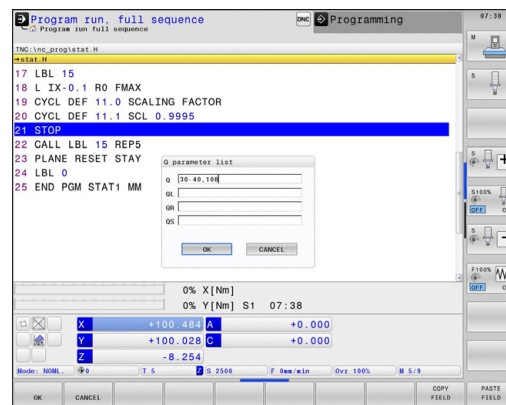 Program run, full sequence
DNC
Programming
07:38
Program run full sequence
TNC:\nc_prog\stat.H
→stat.H
17 LBL 15
18 L IX-0.1 R0 FMAX
19 CYCL DEF 11.0 SCALING FACTOR
20 CYCL DEF 11.1 SCL 0.9995
21 STOP
22 CALL LBL 15 REP5
23 PLANE RESET STAY
24 LBL 0
25 END PGM STAT1 MM
Q parameter list
Q 30-40,108
QL
QR
QS
OK CANCEL
0% X[Nm]
0% Y[Nm] S1 07:38
X +100.484 A +0.000
Y +100.028 C +0.000
Z -8.254
Mode: NOML. 0 T 5 Z S 2500 F 0mm/min Ovr 100% M 5/9
OK CANCEL COPY FIELD PASTE FIELD
M
S
S
S100%
OFF
S
F100%
OFF